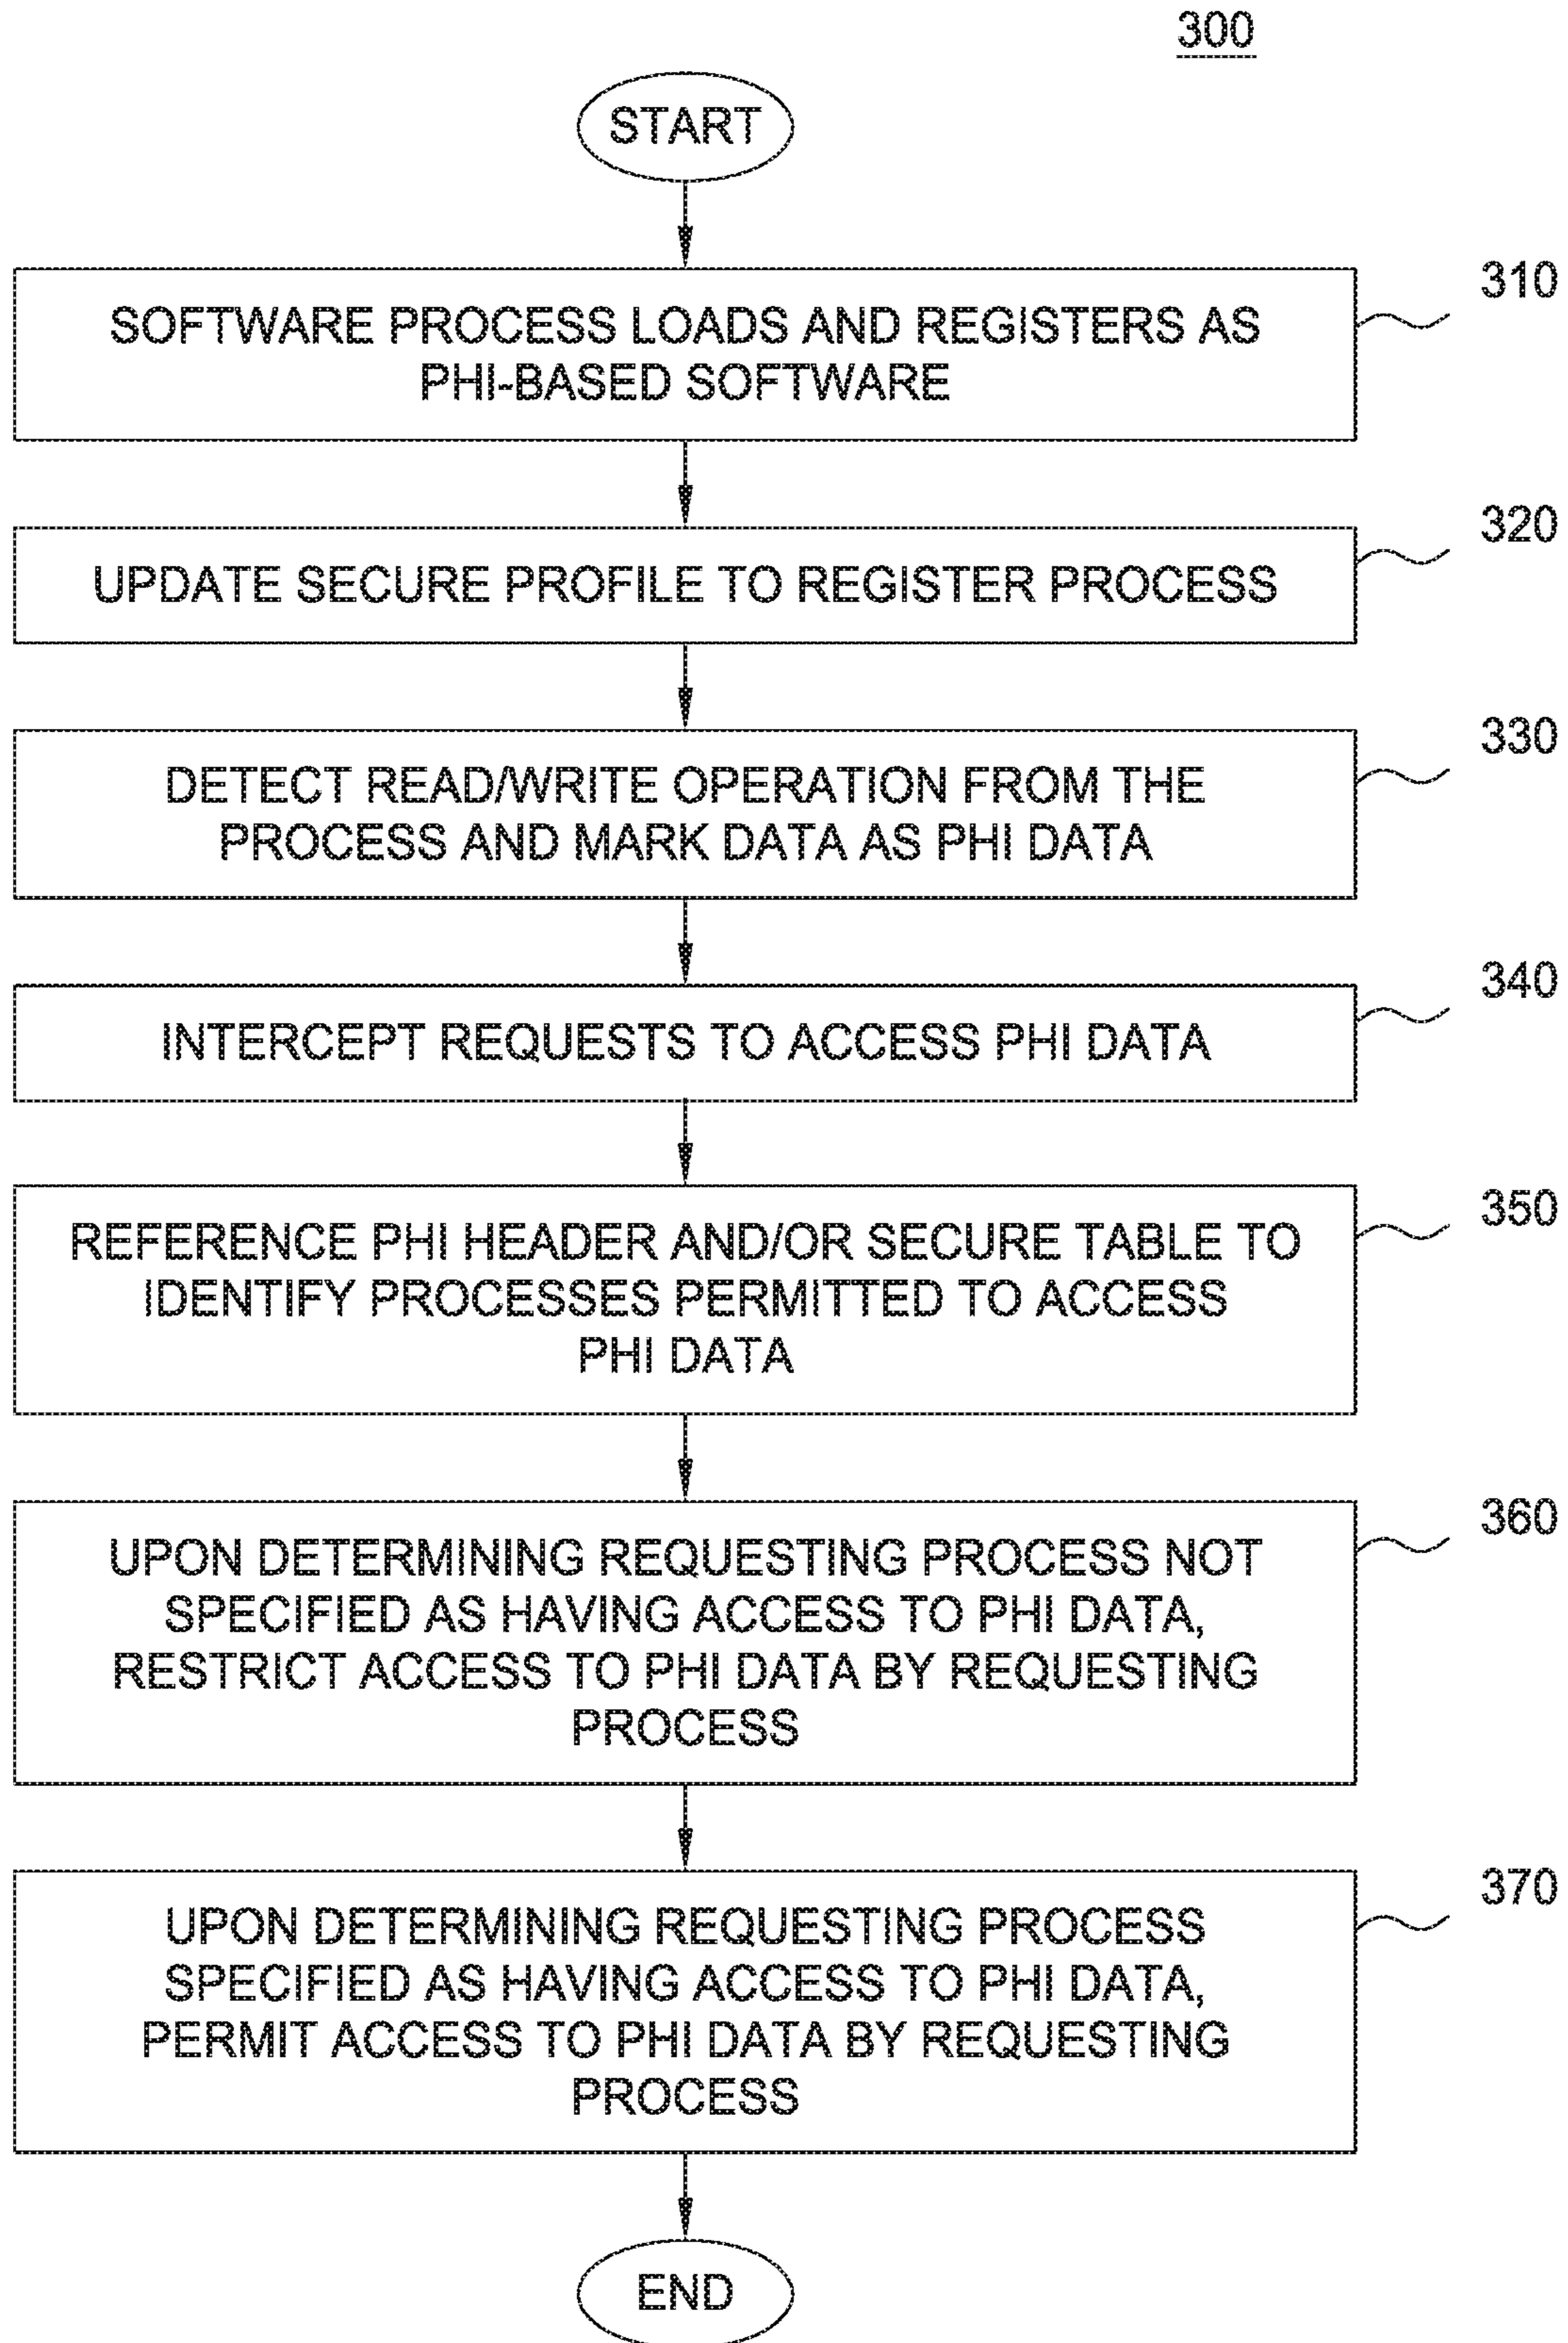 300
START
310
SOFTWARE PROCESS LOADS AND REGISTERS AS
PHI-BASED SOFTWARE
320
UPDATE SECURE PROFILE TO REGISTER PROCESS
330
DETECT READ/WRITE OPERATION FROM THE
PROCESS AND MARK DATA AS PHI DATA
340
INTERCEPT REQUESTS TO ACCESS PHI DATA
350
REFERENCE PHI HEADER AND/OR SECURE TABLE TO
IDENTIFY PROCESSES PERMITTED TO ACCESS
PHI DATA
360
UPON DETERMINING REQUESTING PROCESS NOT
SPECIFIED AS HAVING ACCESS TO PHI DATA,
RESTRICT ACCESS TO PHI DATA BY REQUESTING
PROCESS
370
UPON DETERMINING REQUESTING PROCESS
SPECIFIED AS HAVING ACCESS TO PHI DATA,
PERMIT ACCESS TO PHI DATA BY REQUESTING
PROCESS
END